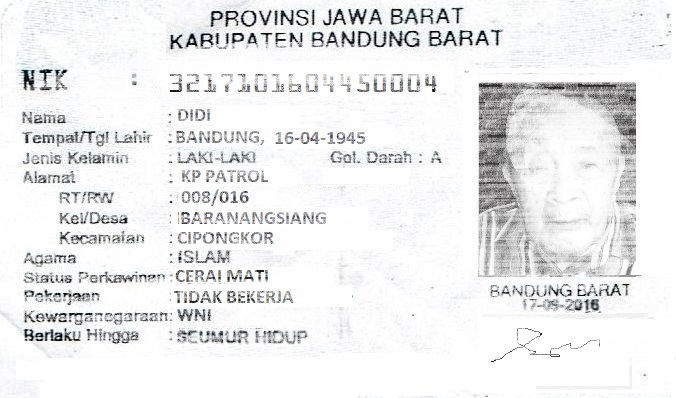 PROVINSI JAWA BARAT
KABUPATEN BANDUNG BARAT
NIK : 3217101604450004
Nama : DIDI
Tempat/Tgl Lahir : BANDUNG, 16-04-1945
Jenis Kelamin : LAKI-LAKI Gol. Darah : A
Alamat : KP PATROL
RT/RW : 008/016
Kel/Desa : BARANANGSIANG
Kecamatan : CIPONGKOR
Agama : ISLAM
Status Perkawinan: CERAI MATI
Pekerjaan : TIDAK BEKERJA
Kewarganegaraan: WNI
Berlaku Hingga : SEUMUR HIDUP
BANDUNG BARAT
17-09-2016